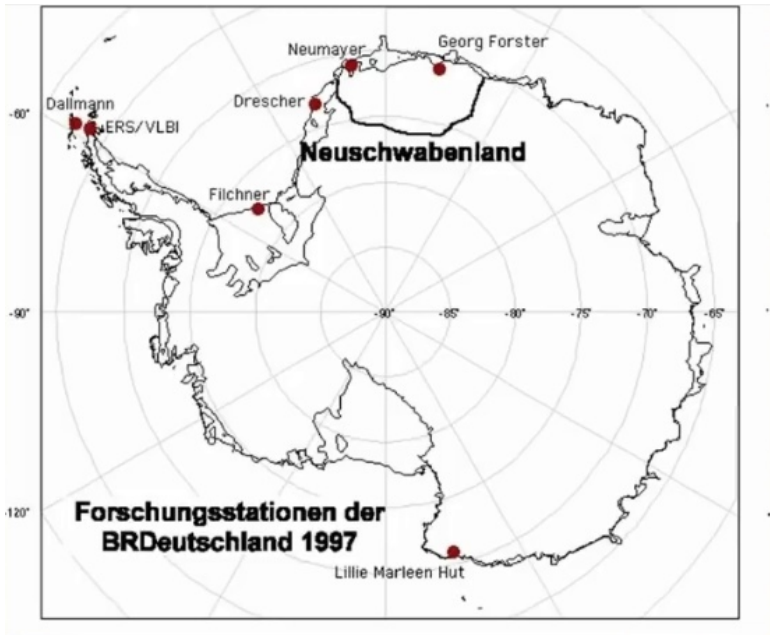 Georg Forster
Neumayer
Drescher
Dallmann
-60°
ERS/VLBI
Neuschwabenland
Filchner
-90°
-90°
-85°
-80°
-75°
-70°
-65°
-120°
Forschungsstationen der
BRDeutschland 1997
Lillie Marleen Hut